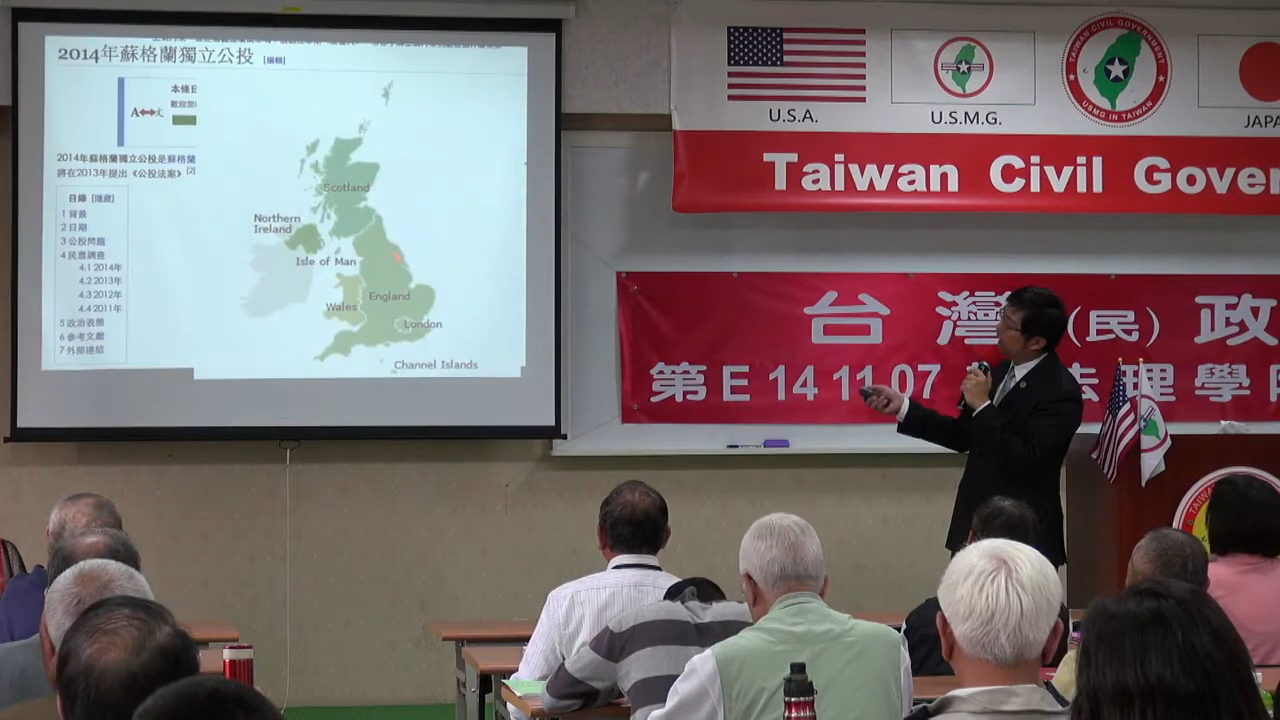 2014年蘇格蘭獨立公投 [編輯]
本條目
A↔文
歡迎您
2014年蘇格蘭獨立公投是蘇格蘭
將在2013年提出《公投法案》[2]
目錄 [隱藏]
1 背景
2 日期
3 公投問題
4 民意調查
4.1 2014年
4.2 2013年
4.3 2012年
4.4 2011年
5 政治表態
6 參考文獻
7 外部連結
Scotland
Northern
Ireland
Isle of Man
Wales
England
London
Channel Islands
U.S.A.
U.S.M.G.
TAIWAN CIVIL GOVERNMENT
USMG IN TAIWAN
JAPA
Taiwan Civil Gover
台灣(民)政
第E 14 11 07 法理學